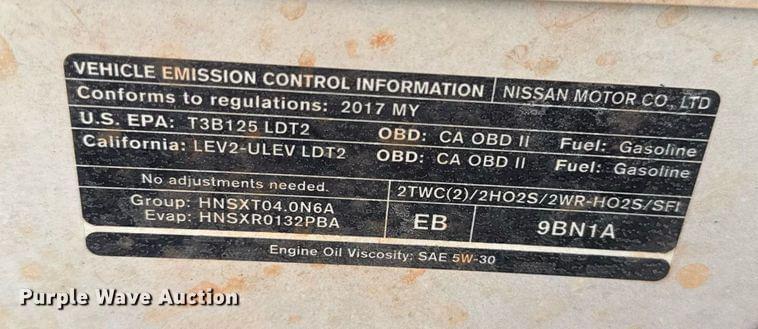 VEHICLE EMISSION CONTROL INFORMATION NISSAN MOTOR CO., LTD
Conforms to regulations: 2017 MY
U.S. EPA: T3B125 LDT2 OBD: CA OBD II Fuel: Gasoline
California: LEV2-ULEV LDT2 OBD: CA OBD II Fuel: Gasoline
No adjustments needed. 2TWC(2)/2HO2S/2WR-HO2S/SFI
Group: HNSXT04.0N6A
Evap: HNSXR0132PBA EB 9BN1A
Engine Oil Viscosity: SAE 5W-30
Purple Wave Auction